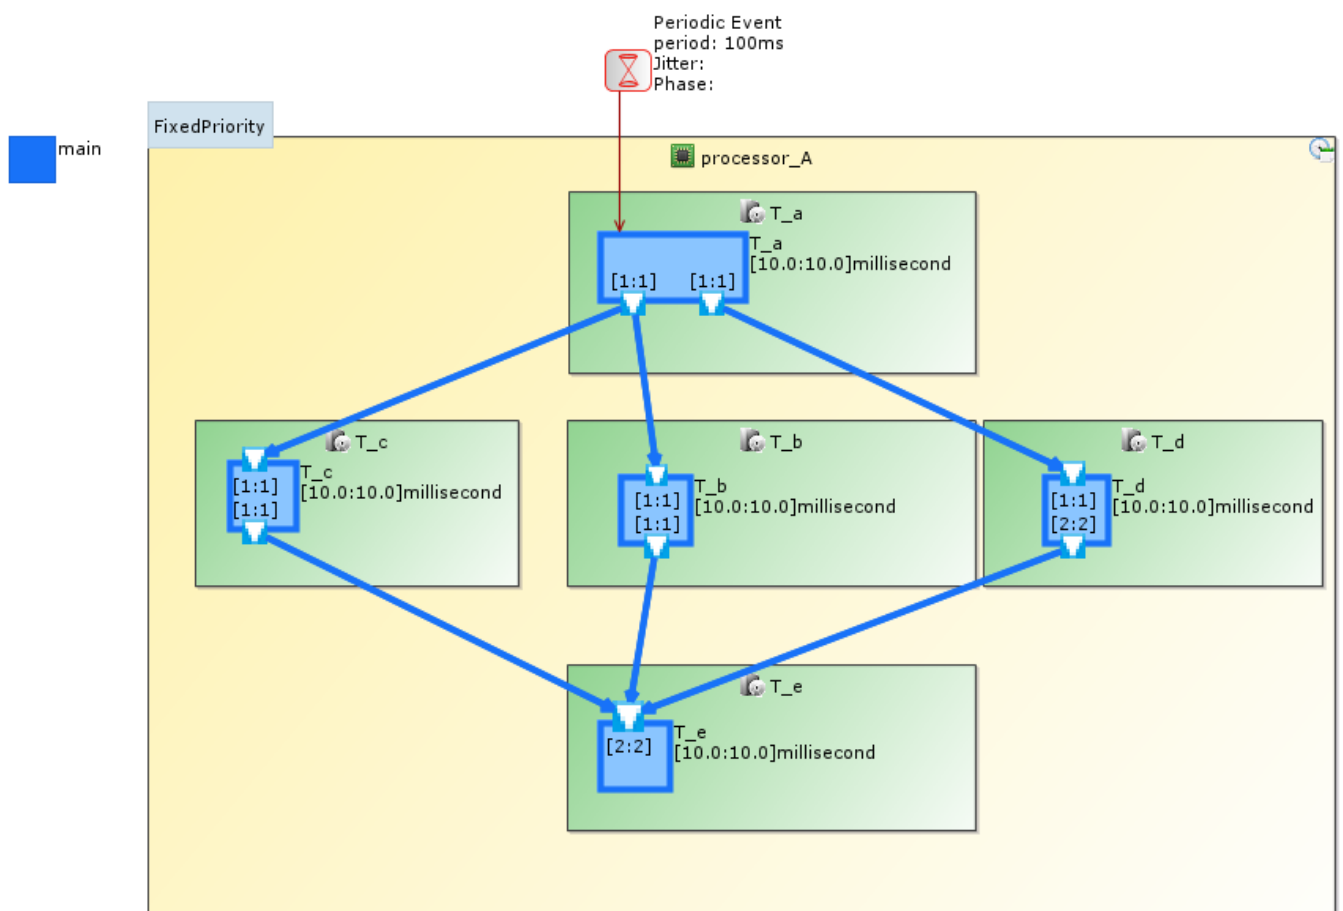 Periodic Event
period: 100ms
Jitter:
Phase:
FixedPriority
main
processor_A
T_a
T_a
[10.0:10.0]millisecond
[1:1] [1:1]
T_c
T_c
[1:1]
[10.0:10.0]millisecond
[1:1]
T_b
T_b
[1:1]
[10.0:10.0]millisecond
[1:1]
T_d
T_d
[1:1]
[10.0:10.0]millisecond
[2:2]
T_e
T_e
[2:2]
[10.0:10.0]millisecond